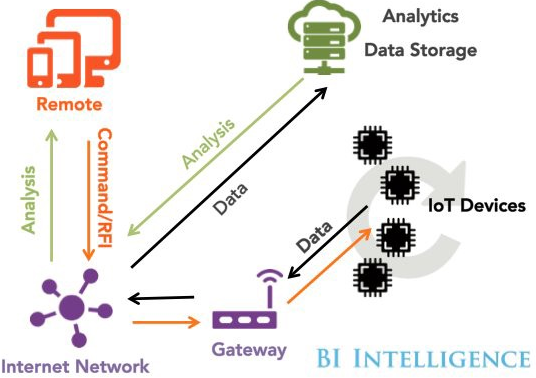 Analytics
Data Storage
Remote
Analysis
Command/RFI
Analysis
Data
IoT Devices
Data
Gateway
Internet Network
BI INTELLIGENCE